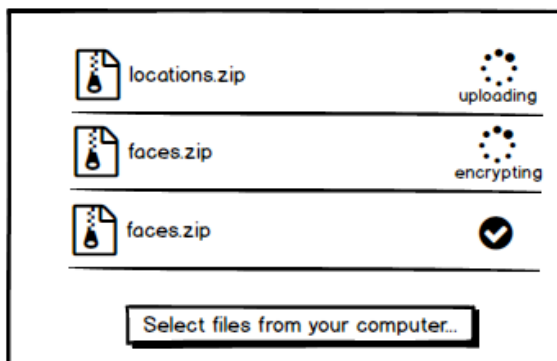 locations.zip
uploading
faces.zip
encrypting
faces.zip
Select files from your computer...